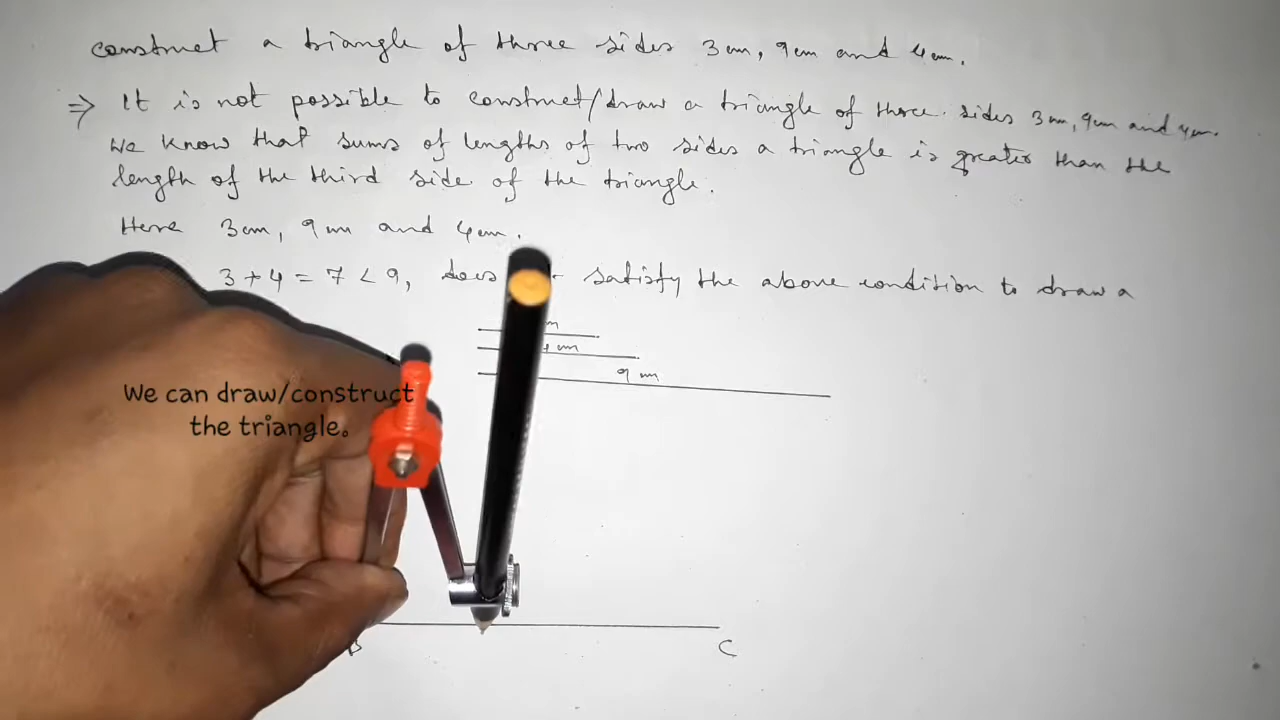 construct a triangle of three sides 3cm, 9cm and 4cm.
⇒ It is not possible to construct/draw a triangle of three sides 3cm, 9cm and 4cm.
We know that sums of lengths of two sides a triangle is greater than the
length of the third side of the triangle.
Here 3cm, 9cm and 4cm.
3 + 4 = 7 < 9, does satisfy the above condition to draw a
cm
9 cm
We can draw/construct
the triangle.
B
C